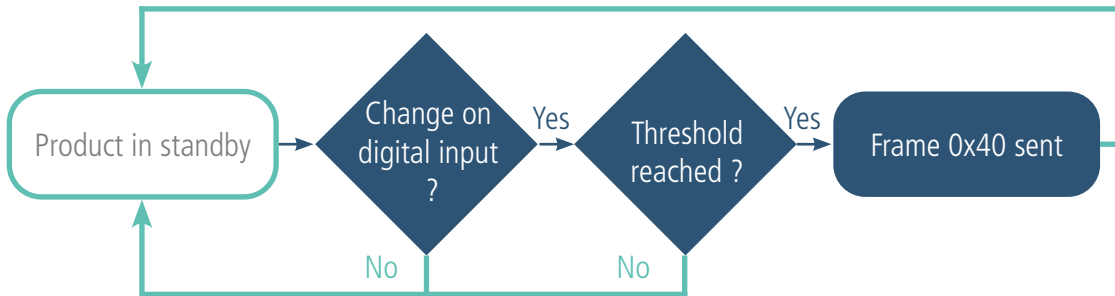 Product in standby
Change on
digital input
?
Yes
Threshold
reached ?
Yes
Frame 0x40 sent
No
No